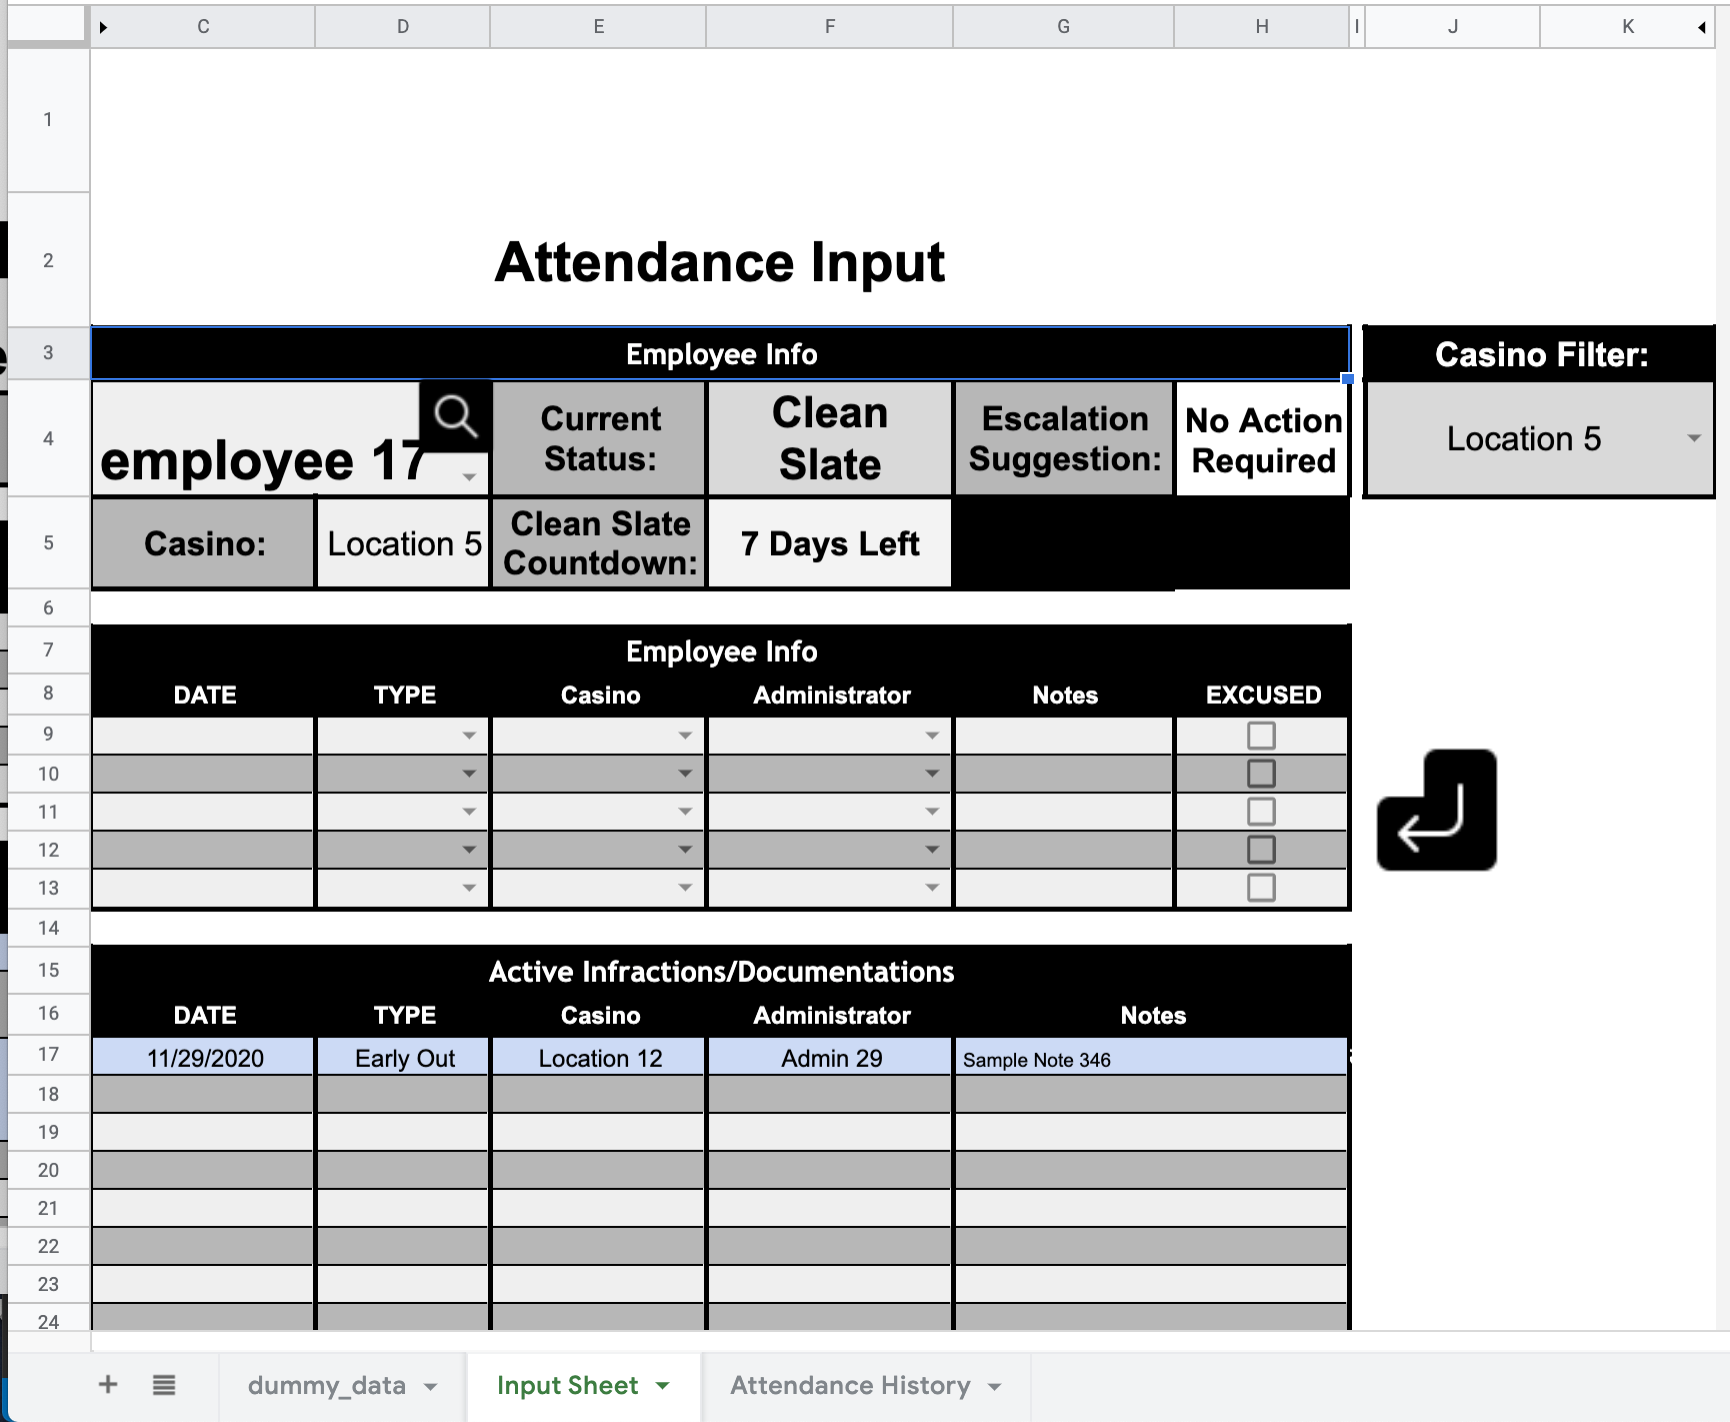 C D E F G H I J K
1
2 Attendance Input
3 Employee Info Casino Filter:
4 employee 17 Current Status: Clean Slate Escalation Suggestion: No Action Required Location 5
5 Casino: Location 5 Clean Slate Countdown: 7 Days Left
6
7 Employee Info
8 DATE TYPE Casino Administrator Notes EXCUSED
9
10
11
12
13
14
15 Active Infractions/Documentations
16 DATE TYPE Casino Administrator Notes
17 11/29/2020 Early Out Location 12 Admin 29 Sample Note 346
18
19
20
21
22
23
24
+ dummy_data Input Sheet Attendance History